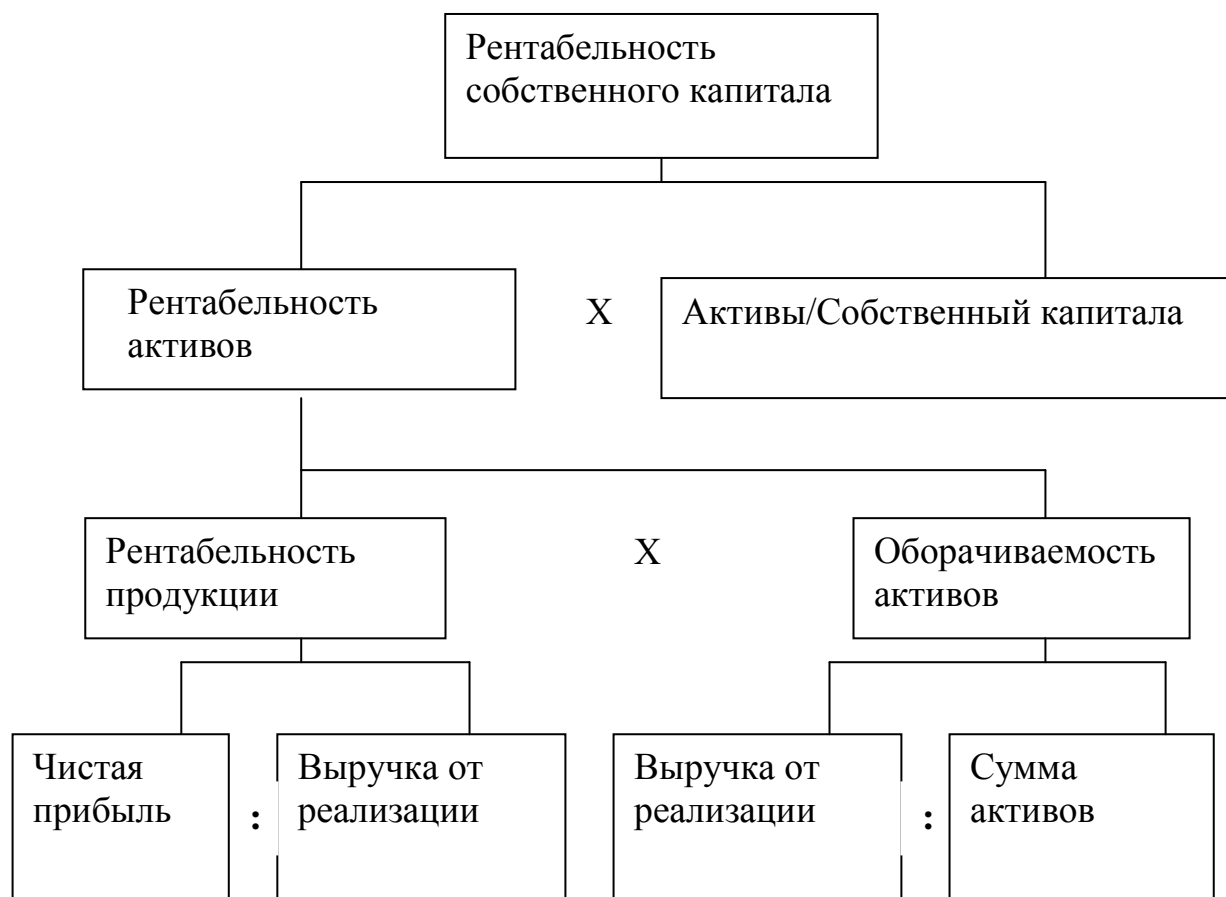 Рентабельность
собственного капитала
Рентабельность
активов
X
Активы/Собственный капитала
Рентабельность
продукции
X
Оборачиваемость
активов
Чистая
прибыль
:
Выручка от
реализации
Выручка от
реализации
:
Сумма
активов